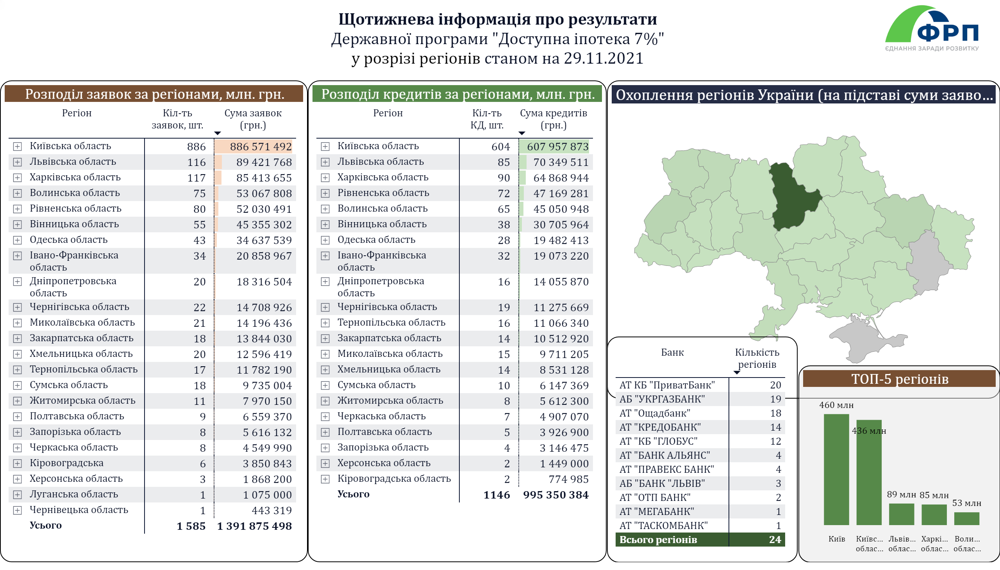 Щотижнева інформація про результати
Державної програми "Доступна іпотека 7%"
у розрізі регіонів станом на 29.11.2021
ФРП
ЄДНАННЯ ЗАРАДИ РОЗВИТКУ
Розподіл заявок за регіонами, млн. грн.
Регіон Кіл-ть Сума заявок
заявок, шт. (грн.)
Київська область 886 886 571 492
Львівська область 116 89 421 768
Харківська область 117 85 413 655
Волинська область 75 53 067 808
Рівненська область 80 52 030 491
Вінницька область 55 45 355 302
Одеська область 43 34 637 539
Івано-Франківська 34 20 858 967
область
Дніпропетровська 20 18 316 504
область
Чернігівська область 22 14 708 926
Миколаївська область 21 14 196 436
Закарпатська область 18 13 844 030
Хмельницька область 20 12 596 419
Тернопільська область 17 11 782 190
Сумська область 18 9 735 004
Житомирська область 11 7 970 150
Полтавська область 9 6 559 370
Запорізька область 8 5 616 132
Черкаська область 8 4 549 990
Кіровоградська 6 3 850 843
Херсонська область 3 1 868 200
Луганська область 1 1 075 000
Чернівецька область 1 443 319
Усього 1 585 1 391 875 498
Розподіл кредитів за регіонами, млн. грн.
Регіон Кіл-ть Сума кредитів
КД, шт. (грн.)
Київська область 604 607 957 873
Львівська область 85 70 349 511
Харківська область 90 64 868 944
Рівненська область 72 47 169 281
Волинська область 65 45 050 948
Вінницька область 38 30 705 964
Одеська область 28 19 482 413
Івано-Франківська 32 19 073 220
область
Дніпропетровська 16 14 055 870
область
Чернігівська область 19 11 275 669
Тернопільська область 16 11 066 340
Закарпатська область 14 10 512 920
Миколаївська область 15 9 711 205
Хмельницька область 14 8 531 128
Сумська область 10 6 147 369
Житомирська область 8 5 612 300
Черкаська область 7 4 907 070
Полтавська область 5 3 926 900
Запорізька область 4 3 146 475
Херсонська область 2 1 449 000
Кіровоградська область 2 774 985
Усього 1146 995 350 384
Охоплення регіонів України (на підставі суми заяво...
Банк Кількість
регіонів
АТ КБ "ПриватБанк" 20
АБ "УКРГАЗБАНК" 19
АТ "Ощадбанк" 18
АТ "КРЕДОБАНК" 14
АТ "КБ "ГЛОБУС" 12
АТ "БАНК АЛЬЯНС" 4
АТ "ПРАВЕКС БАНК" 4
АБ "БАНК "ЛЬВІВ" 3
АТ "ОТП БАНК" 2
АТ "МЕГАБАНК" 1
АТ "ТАСКОМБАНК" 1
Всього регіонів 24
ТОП-5 регіонів
460 млн
436 млн
89 млн 85 млн
53 млн
Київ Київс... Львів... Харкі... Воли...
облас... облас... облас... облас...